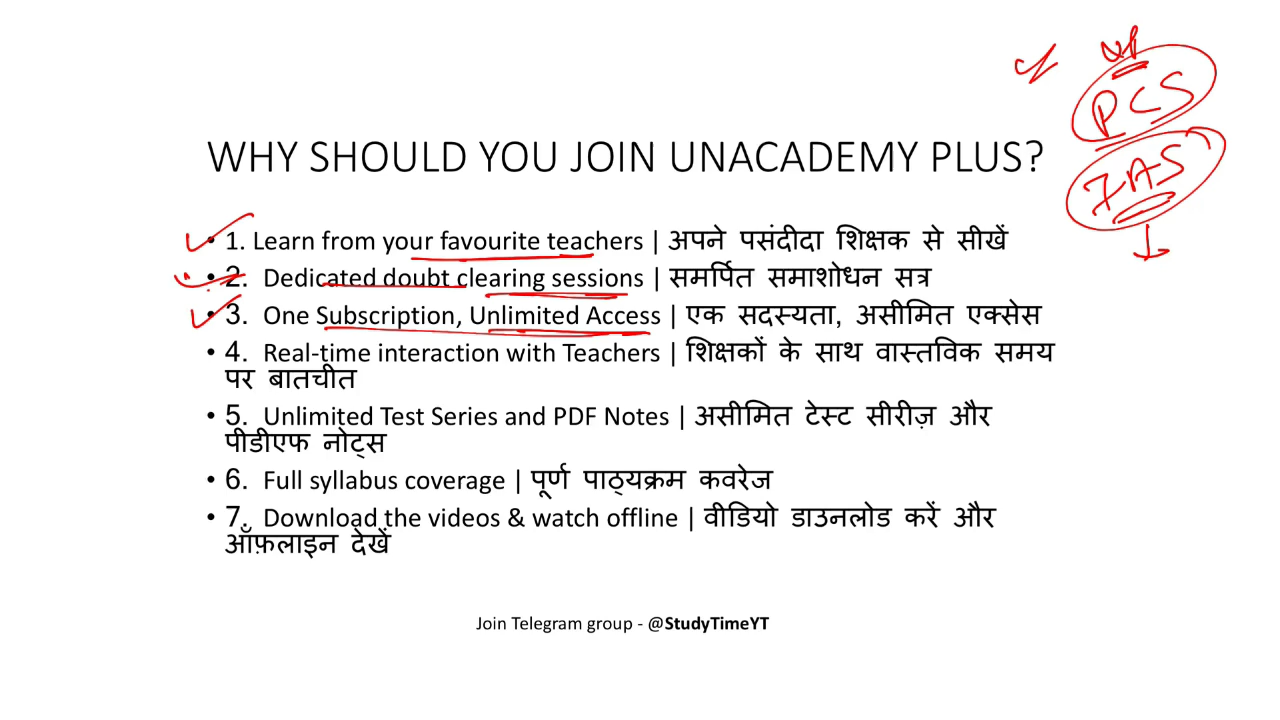 UP
PCS
IAS
WHY SHOULD YOU JOIN UNACADEMY PLUS?
• 1. Learn from your favourite teachers | अपने पसंदीदा शिक्षक से सीखें
• 2. Dedicated doubt clearing sessions | समर्पित समाशोधन सत्र
• 3. One Subscription, Unlimited Access | एक सदस्यता, असीमित एक्सेस
• 4. Real-time interaction with Teachers | शिक्षकों के साथ वास्तविक समय
पर बातचीत
• 5. Unlimited Test Series and PDF Notes | असीमित टेस्ट सीरीज़ और
पीडीएफ नोट्स
• 6. Full syllabus coverage | पूर्ण पाठ्यक्रम कवरेज
• 7. Download the videos & watch offline | वीडियो डाउनलोड करें और
ऑफ़लाइन देखें
Join Telegram group - @StudyTimeYT